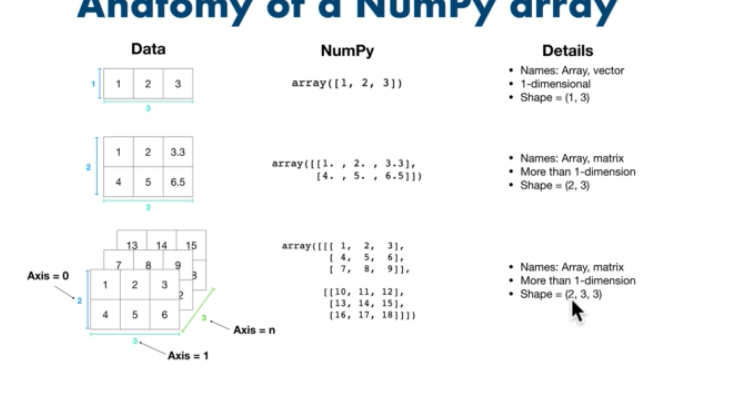 Anatomy of a NumPy array
Data
NumPy
Details
1
1 2 3
3
array([1, 2, 3])
• Names: Array, vector
• 1-dimensional
• Shape = (1, 3)
2
1 2 3.3
4 5 6.5
3
array([[1. , 2. , 3.3],
[4. , 5. , 6.5]])
• Names: Array, matrix
• More than 1-dimension
• Shape = (2, 3)
Axis = 0
2
13 14 15
7 8 9
3
1 2 3
2
4 5 6
3
3
Axis = n
Axis = 1
array([[[ 1, 2, 3],
[ 4, 5, 6],
[ 7, 8, 9]],
[[10, 11, 12],
[13, 14, 15],
[16, 17, 18]]])
• Names: Array, matrix
• More than 1-dimension
• Shape = (2, 3, 3)